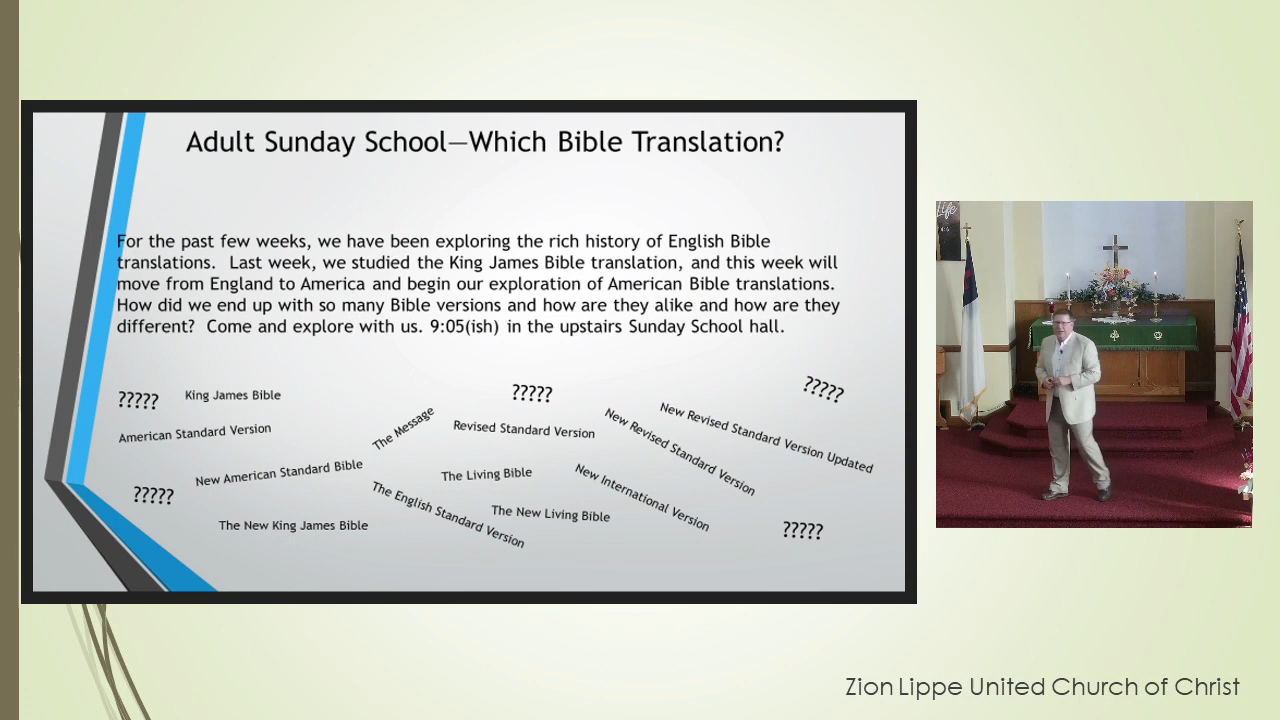 Adult Sunday School—Which Bible Translation?
For the past few weeks, we have been exploring the rich history of English Bible
translations.  Last week, we studied the King James Bible translation, and this week will
move from England to America and begin our exploration of American Bible translations.
How did we end up with so many Bible versions and how are they alike and how are they
different?  Come and explore with us. 9:05(ish) in the upstairs Sunday School hall.
?????
King James Bible
?????
?????
American Standard Version
The Message
Revised Standard Version
New Revised Standard Version
New Revised Standard Version Updated
New American Standard Bible
The Living Bible
New International Version
?????
The English Standard Version
The New Living Bible
The New King James Bible
?????
Life
Zion Lippe United Church of Christ